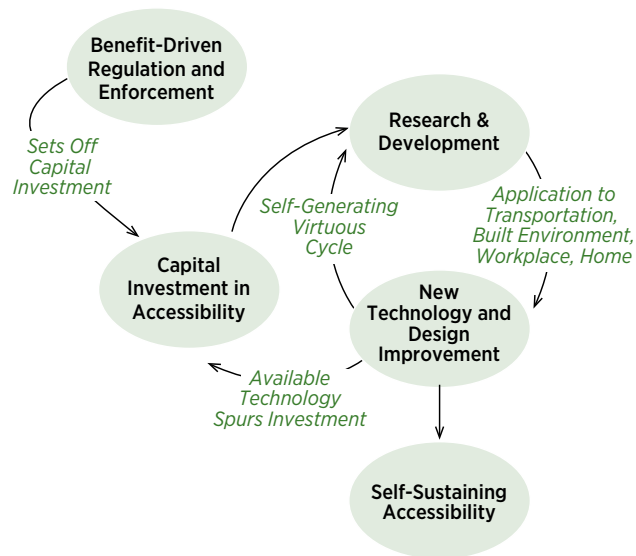 Benefit-Driven
Regulation and
Enforcement
Research &
Development
Sets Off
Capital
Investment
Self-Generating
Virtuous
Cycle
Application to
Transportation,
Built Environment,
Workplace, Home
Capital
Investment in
Accessibility
New
Technology and
Design
Improvement
Available
Technology
Spurs Investment
Self-Sustaining
Accessibility